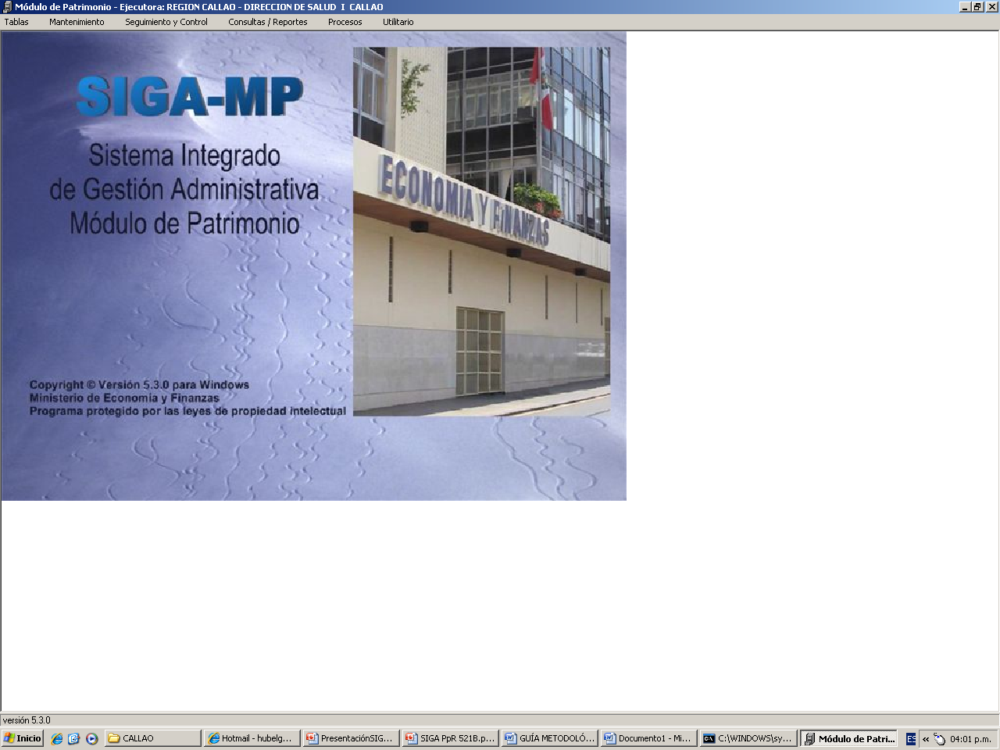 Módulo de Patrimonio - Ejecutora: REGION CALLAO - DIRECCION DE SALUD I CALLAO
Tablas Mantenimiento Seguimiento y Control Consultas / Reportes Procesos Utilitario
SIGA-MP
Sistema Integrado
de Gestión Administrativa
Módulo de Patrimonio
ECONOMIA Y FINANZAS
Copyright © Versión 5.3.0 para Windows
Ministerio de Economia y Finanzas
Programa protegido por las leyes de propiedad intelectual
versión 5.3.0
Inicio CALLAO Hotmail - hubelg... PresentaciónSIG... SIGA PpR 521B.p... GUÍA METODOLÓ... Documento1 - Mi... C:\WINDOWS\sy... Módulo de Patri... ES « 04:01 p.m.